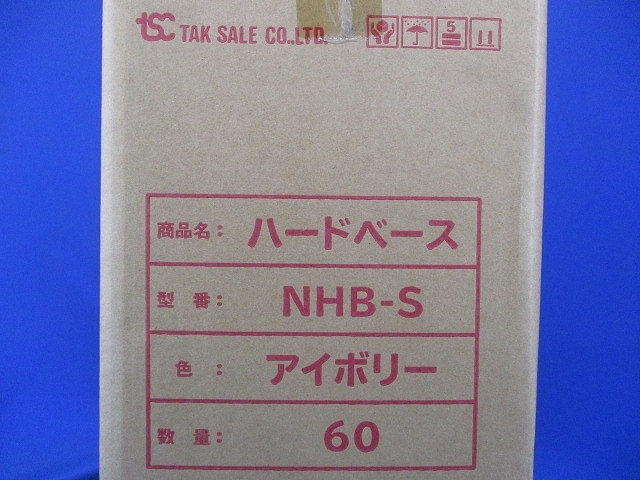 tsc TAK SALE CO.,LTD.
5
商品名： ハードベース
型番： NHB-S
色： アイボリー
数量： 60